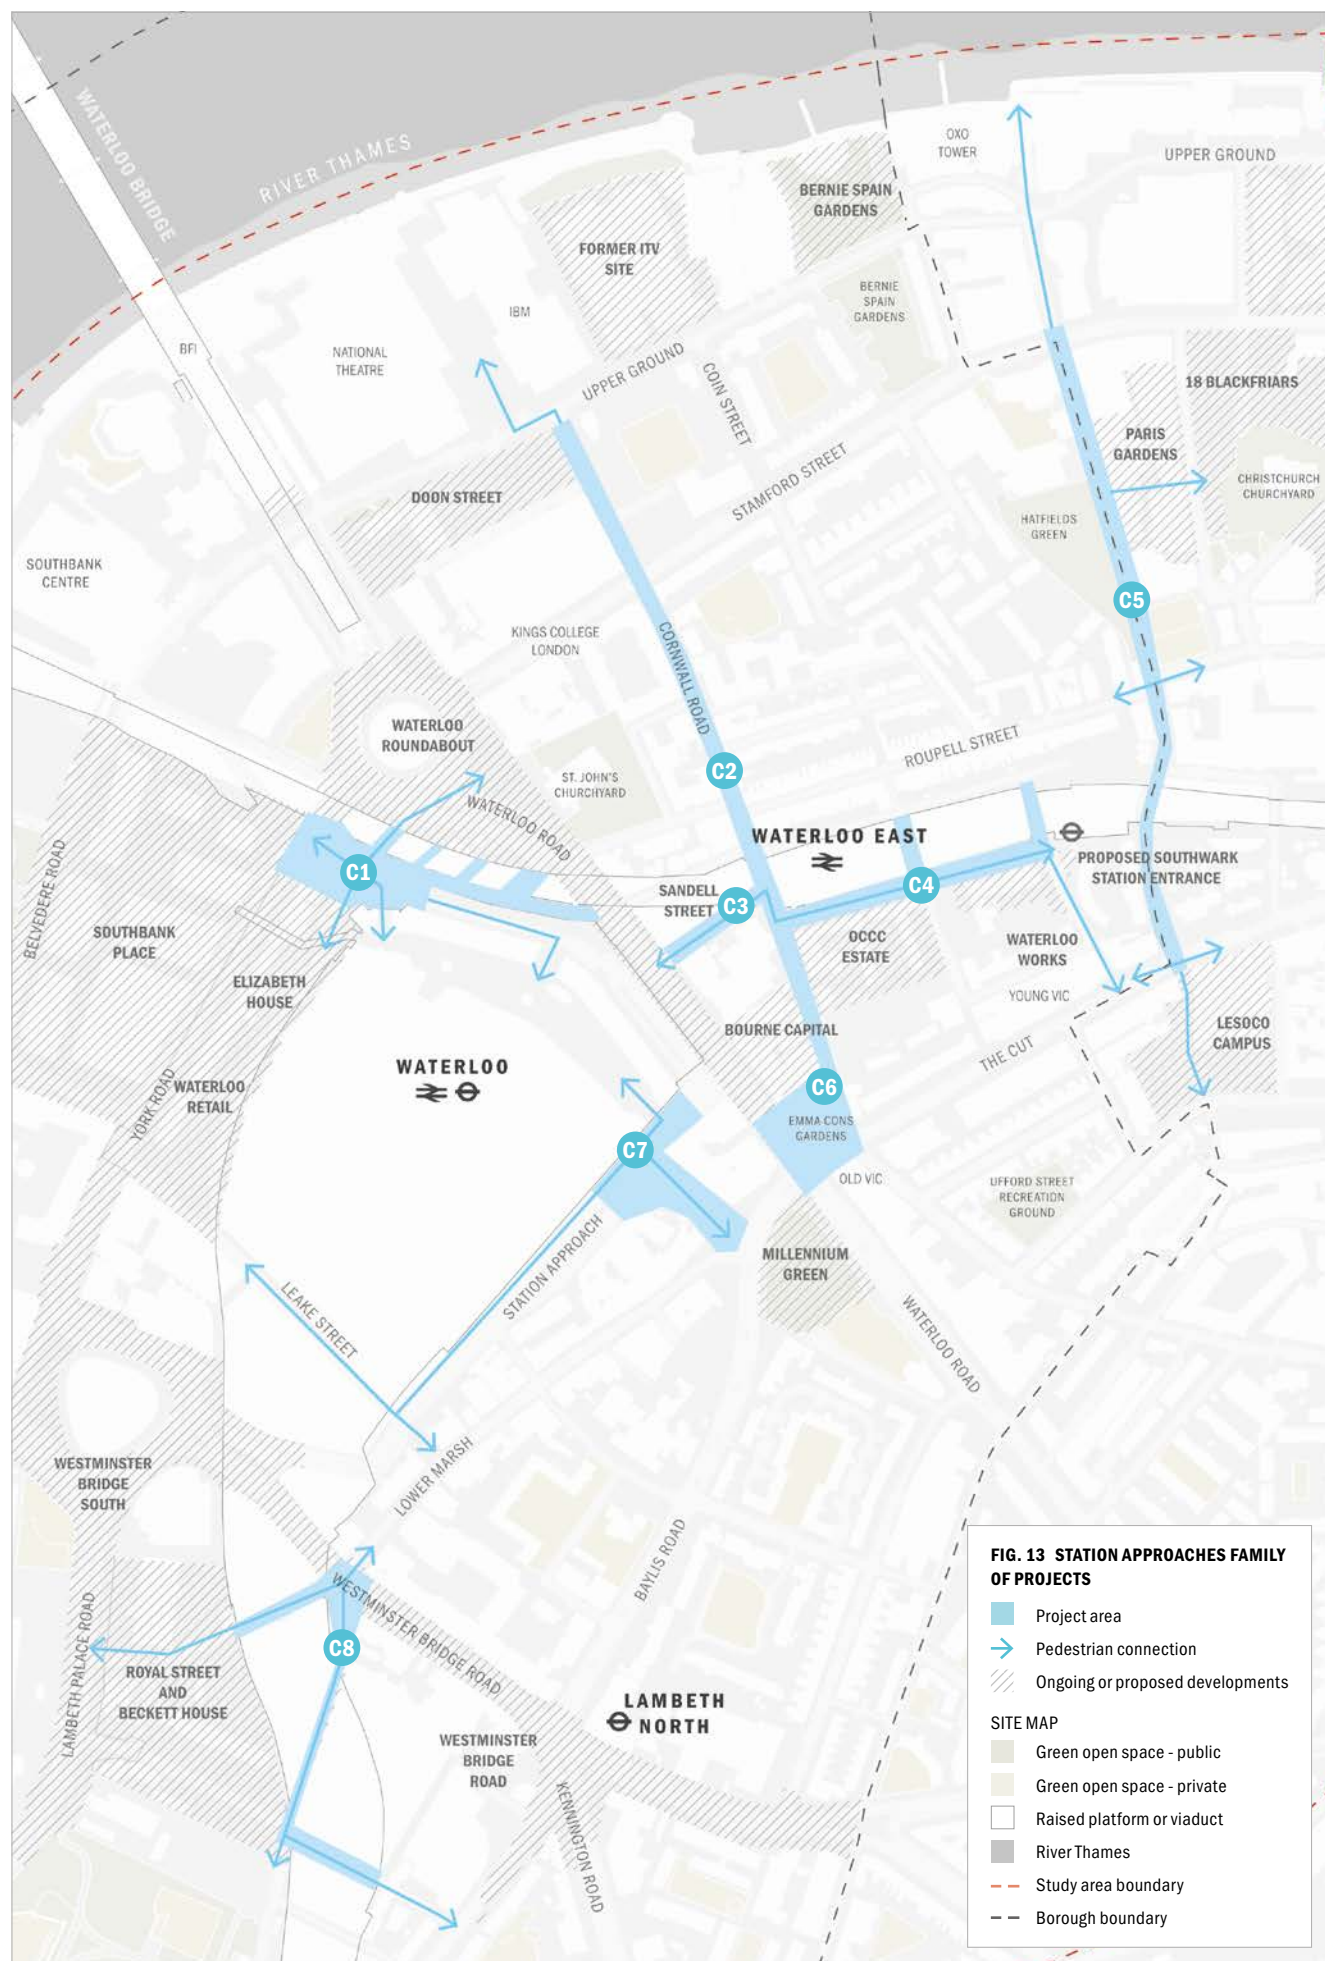 WATERLOO BRIDGE
RIVER THAMES
OXO
TOWER
UPPER GROUND
BERNIE SPAIN
GARDENS
FORMER ITV
SITE
BERNIE
SPAIN
GARDENS
IBM
BFI
NATIONAL
THEATRE
UPPER GROUND
COIN STREET
18 BLACKFRIARS
PARIS
GARDENS
CHRISTCHURCH
CHURCHYARD
DOON STREET
STAMFORD STREET
HATFIELDS
GREEN
SOUTHBANK
CENTRE
C5
KINGS COLLEGE
LONDON
CORNWALL ROAD
WATERLOO
ROUNDABOUT
ROUPELL STREET
C2
ST. JOHN'S
CHURCHYARD
WATERLOO ROAD
WATERLOO EAST
BELVEDERE ROAD
C1
PROPOSED SOUTHWARK
STATION ENTRANCE
C4
SANDELL
STREET
C3
SOUTHBANK
PLACE
OCCC
ESTATE
WATERLOO
WORKS
ELIZABETH
HOUSE
YOUNG VIC
BOURNE CAPITAL
LESOCO
CAMPUS
THE CUT
WATERLOO
C6
YORK ROAD
WATERLOO
RETAIL
EMMA CONS
GARDENS
C7
OLD VIC
UFFORD STREET
RECREATION
GROUND
STATION APPROACH
MILLENNIUM
GREEN
LEAKE STREET
WATERLOO ROAD
WESTMINSTER
BRIDGE
SOUTH
LOWER MARSH
BAYLIS ROAD
WESTMINSTER BRIDGE ROAD
LAMBETH PALACE ROAD
C8
ROYAL STREET
AND
BECKETT HOUSE
LAMBETH
NORTH
WESTMINSTER
BRIDGE
ROAD
KENNINGTON ROAD
FIG. 13 STATION APPROACHES FAMILY
OF PROJECTS
Project area
Pedestrian connection
Ongoing or proposed developments
SITE MAP
Green open space - public
Green open space - private
Raised platform or viaduct
River Thames
Study area boundary
Borough boundary